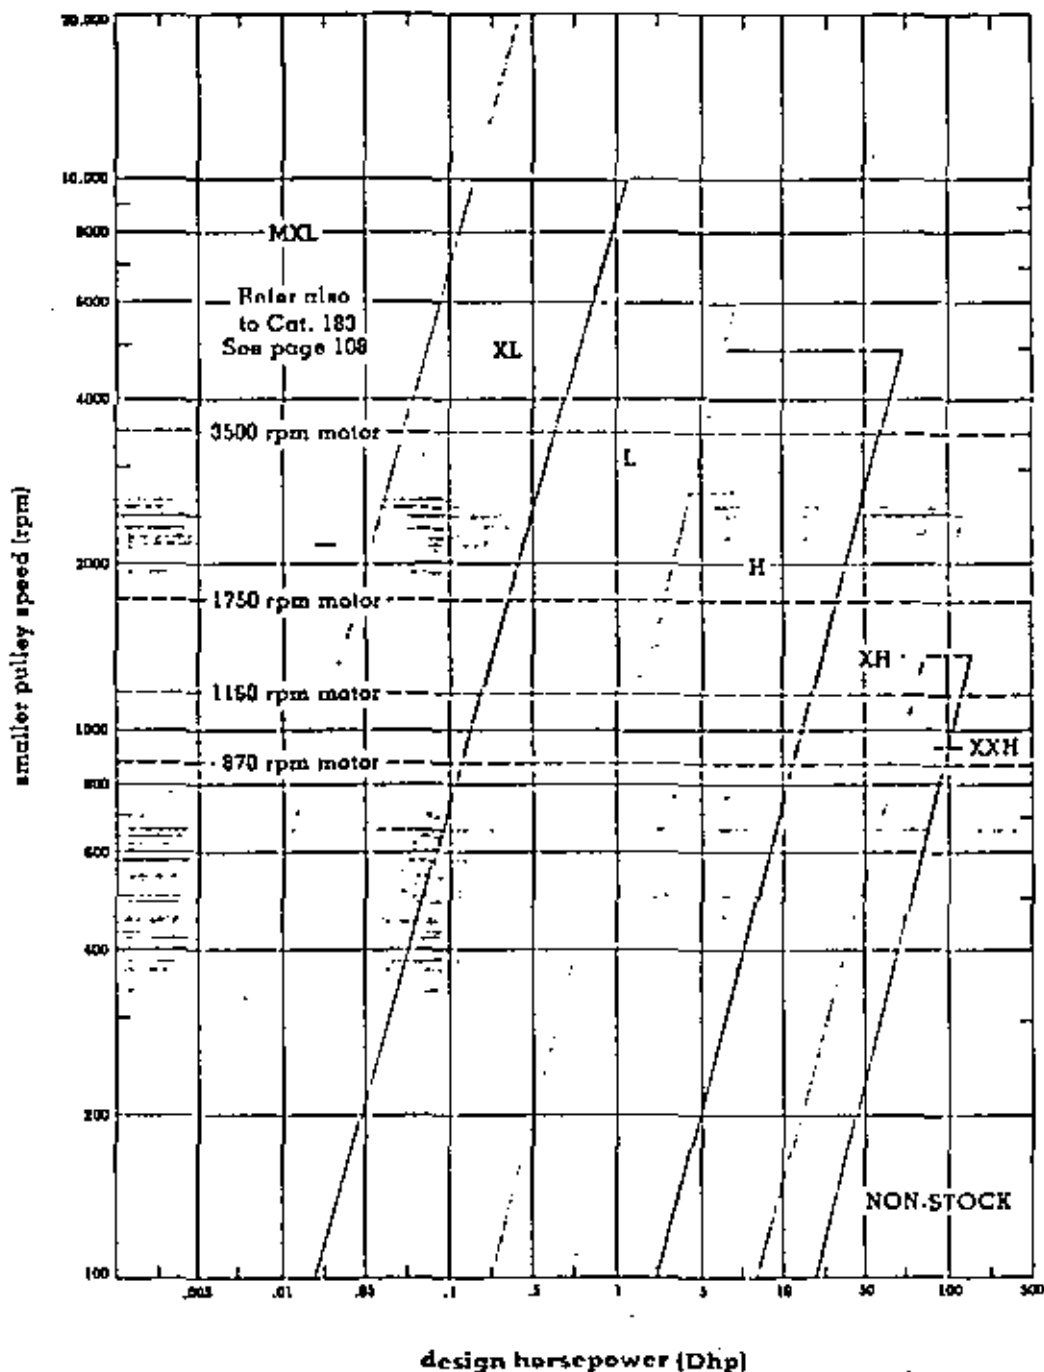 20,000
10,000
8000
MXL
6000
Refer also
to Cat. 180
See page 108
XL
4000
3500 rpm motor
L
smaller pulley speed (rpm)
2000
H
1750 rpm motor
XH
1160 rpm motor
1000
XXH
870 rpm motor
800
600
400
200
NON-STOCK
100
.005 .01 .05 .1 .5 1 5 10 50 100 500
design horsepower (Dhp)